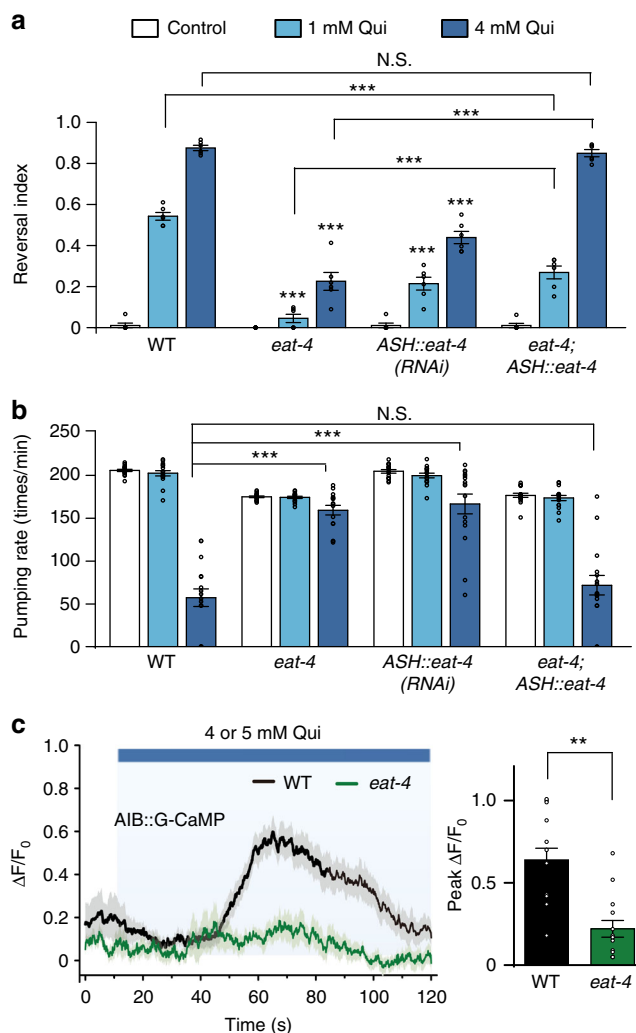 a
Control 1 mM Qui 4 mM Qui
N.S.
***
***
***
1.0
0.8
0.6
0.4
0.2
0
Reversal index
*** *** *** ***
WT eat-4 ASH::eat-4 (RNAi) eat-4; ASH::eat-4
b
N.S.
***
***
250
200
150
100
50
0
Pumping rate (times/min)
WT eat-4 ASH::eat-4 (RNAi) eat-4; ASH::eat-4
c
4 or 5 mM Qui
WT eat-4
AIB::G-CaMP
1.0
0.8
0.6
0.4
0.2
0
ΔF/F0
0 20 40 60 80 100 120
Time (s)
**
1.0
0.5
0
Peak ΔF/F0
WT eat-4